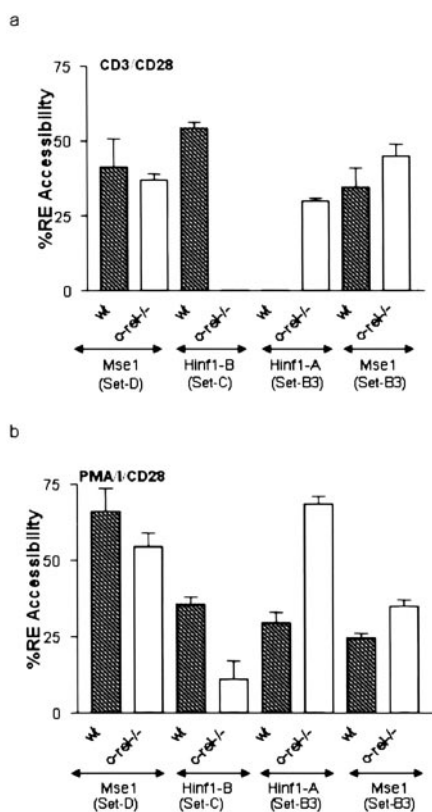 a
CD3/CD28
75
50
25
0
%RE Accessibility
wt c-rel-/- wt c-rel-/- wt c-rel-/- wt c-rel-/-
Mse1 Hinf1-B Hinf1-A Mse1
(Set-D) (Set-C) (Set-B3) (Set-B3)
b
PMA/I/CD28
75
50
25
0
%RE Accessibility
wt c-rel-/- wt c-rel-/- wt c-rel-/- wt c-rel-/-
Mse1 Hinf1-B Hinf1-A Mse1
(Set-D) (Set-C) (Set-B3) (Set-B3)